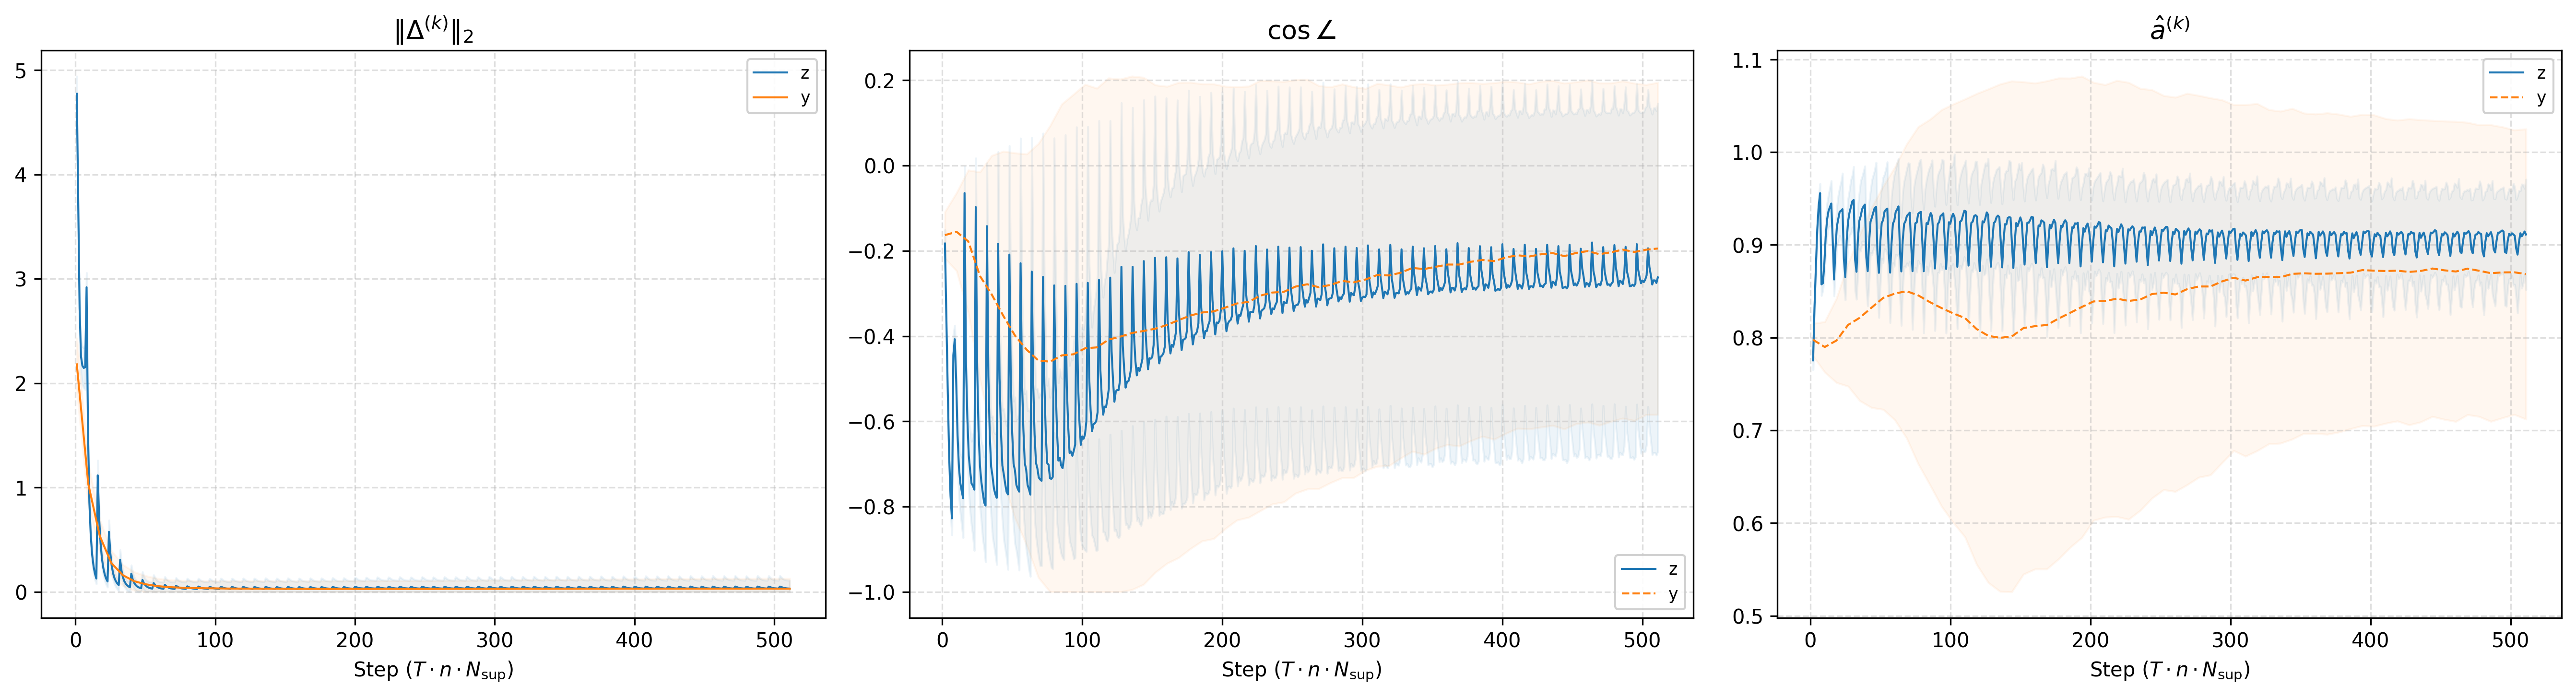 ‖Δ⁽ᵏ⁾‖₂
5
4
3
2
1
0
0 100 200 300 400 500
Step (T · n · N_sup)
z
y
cos ∠
0.2
0.0
−0.2
−0.4
−0.6
−0.8
−1.0
0 100 200 300 400 500
Step (T · n · N_sup)
z
y
â⁽ᵏ⁾
1.1
1.0
0.9
0.8
0.7
0.6
0.5
0 100 200 300 400 500
Step (T · n · N_sup)
z
y